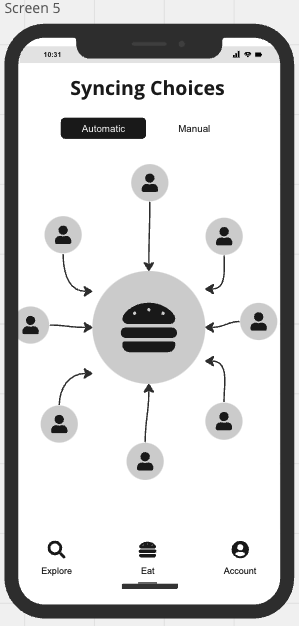 Screen 5
10:31
Syncing Choices
Automatic Manual
Explore Eat Account